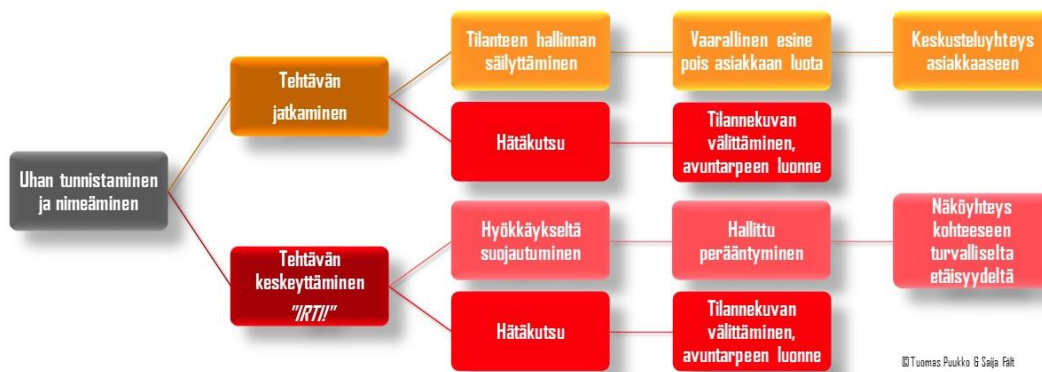 Uhan tunnistaminen
ja nimeäminen
Tehtävän
jatkaminen
Tilanteen hallinnan
säilyttäminen
Vaarallinen esine
pois asiakkaan luota
Keskusteluyhteys
asiakkaaseen
Hätäkutsu
Tilannekuvan
välittäminen,
avuntarpeen luonne
Tehtävän
keskeyttäminen
"IRTI!"
Hyökkäykseltä
suojautuminen
Hallittu
perääntyminen
Näköyhteys
kohteeseen
turvalliselta
etäisyydeltä
Hätäkutsu
Tilannekuvan
välittäminen,
avuntarpeen luonne
© Tuomas Puukko & Saija Fält